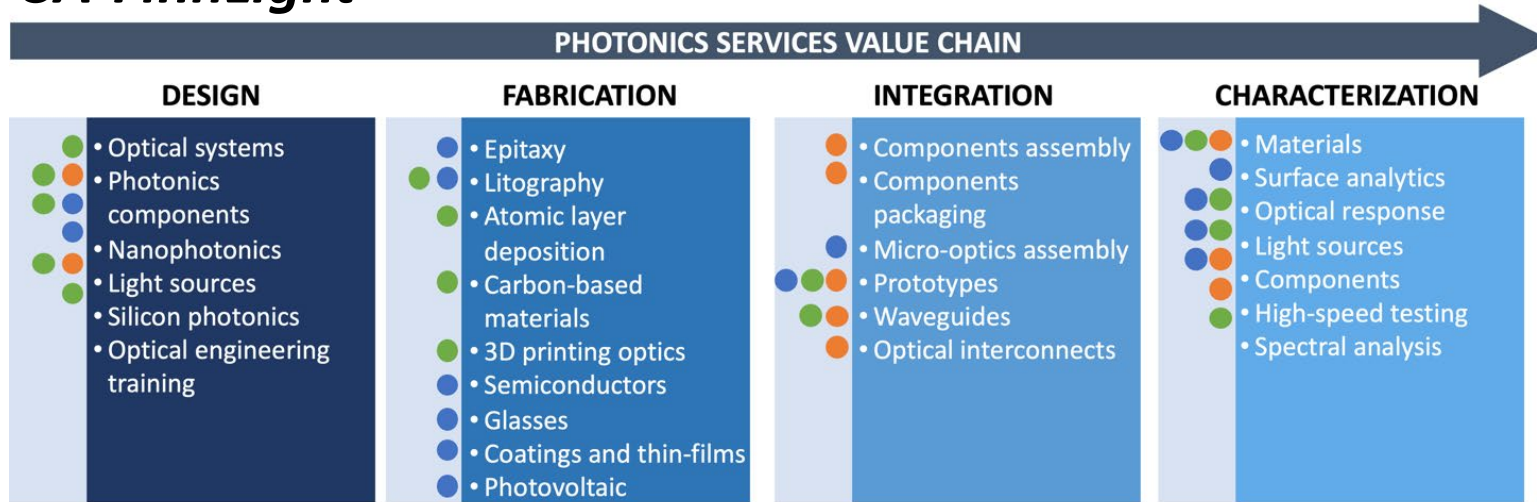 PHOTONICS SERVICES VALUE CHAIN
DESIGN
• Optical systems
• Photonics
components
• Nanophotonics
• Light sources
• Silicon photonics
• Optical engineering
training
FABRICATION
• Epitaxy
• Litography
• Atomic layer
deposition
• Carbon-based
materials
• 3D printing optics
• Semiconductors
• Glasses
• Coatings and thin-films
• Photovoltaic
INTEGRATION
• Components assembly
• Components
packaging
• Micro-optics assembly
• Prototypes
• Waveguides
• Optical interconnects
CHARACTERIZATION
• Materials
• Surface analytics
• Optical response
• Light sources
• Components
• High-speed testing
• Spectral analysis